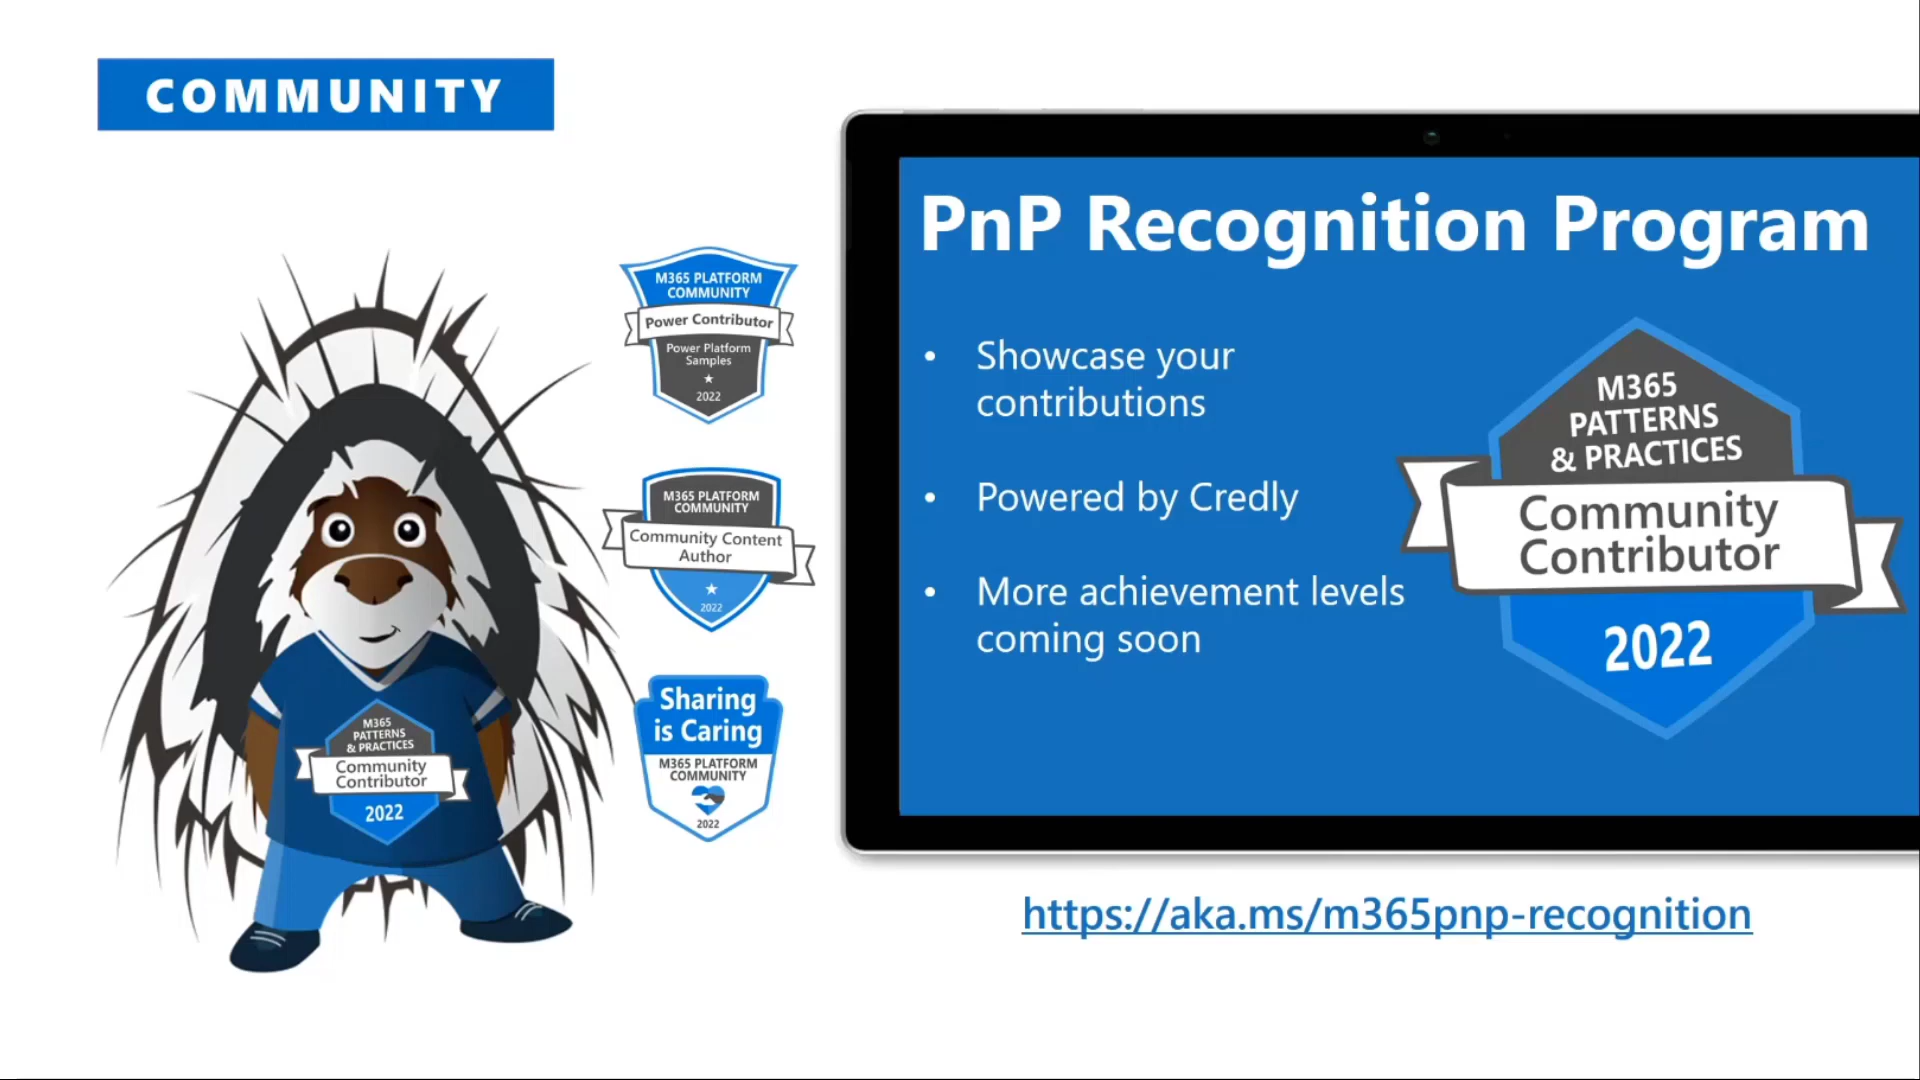 COMMUNITY
M365 PLATFORM
COMMUNITY
Power Contributor
Power Platform
Samples
2022
M365 PLATFORM
COMMUNITY
Community Content
Author
2022
Sharing
is Caring
M365 PLATFORM
COMMUNITY
2022
M365
PATTERNS
& PRACTICES
Community
Contributor
2022
PnP Recognition Program
• Showcase your
contributions
• Powered by Credly
• More achievement levels
coming soon
M365
PATTERNS
& PRACTICES
Community
Contributor
2022
https://aka.ms/m365pnp-recognition